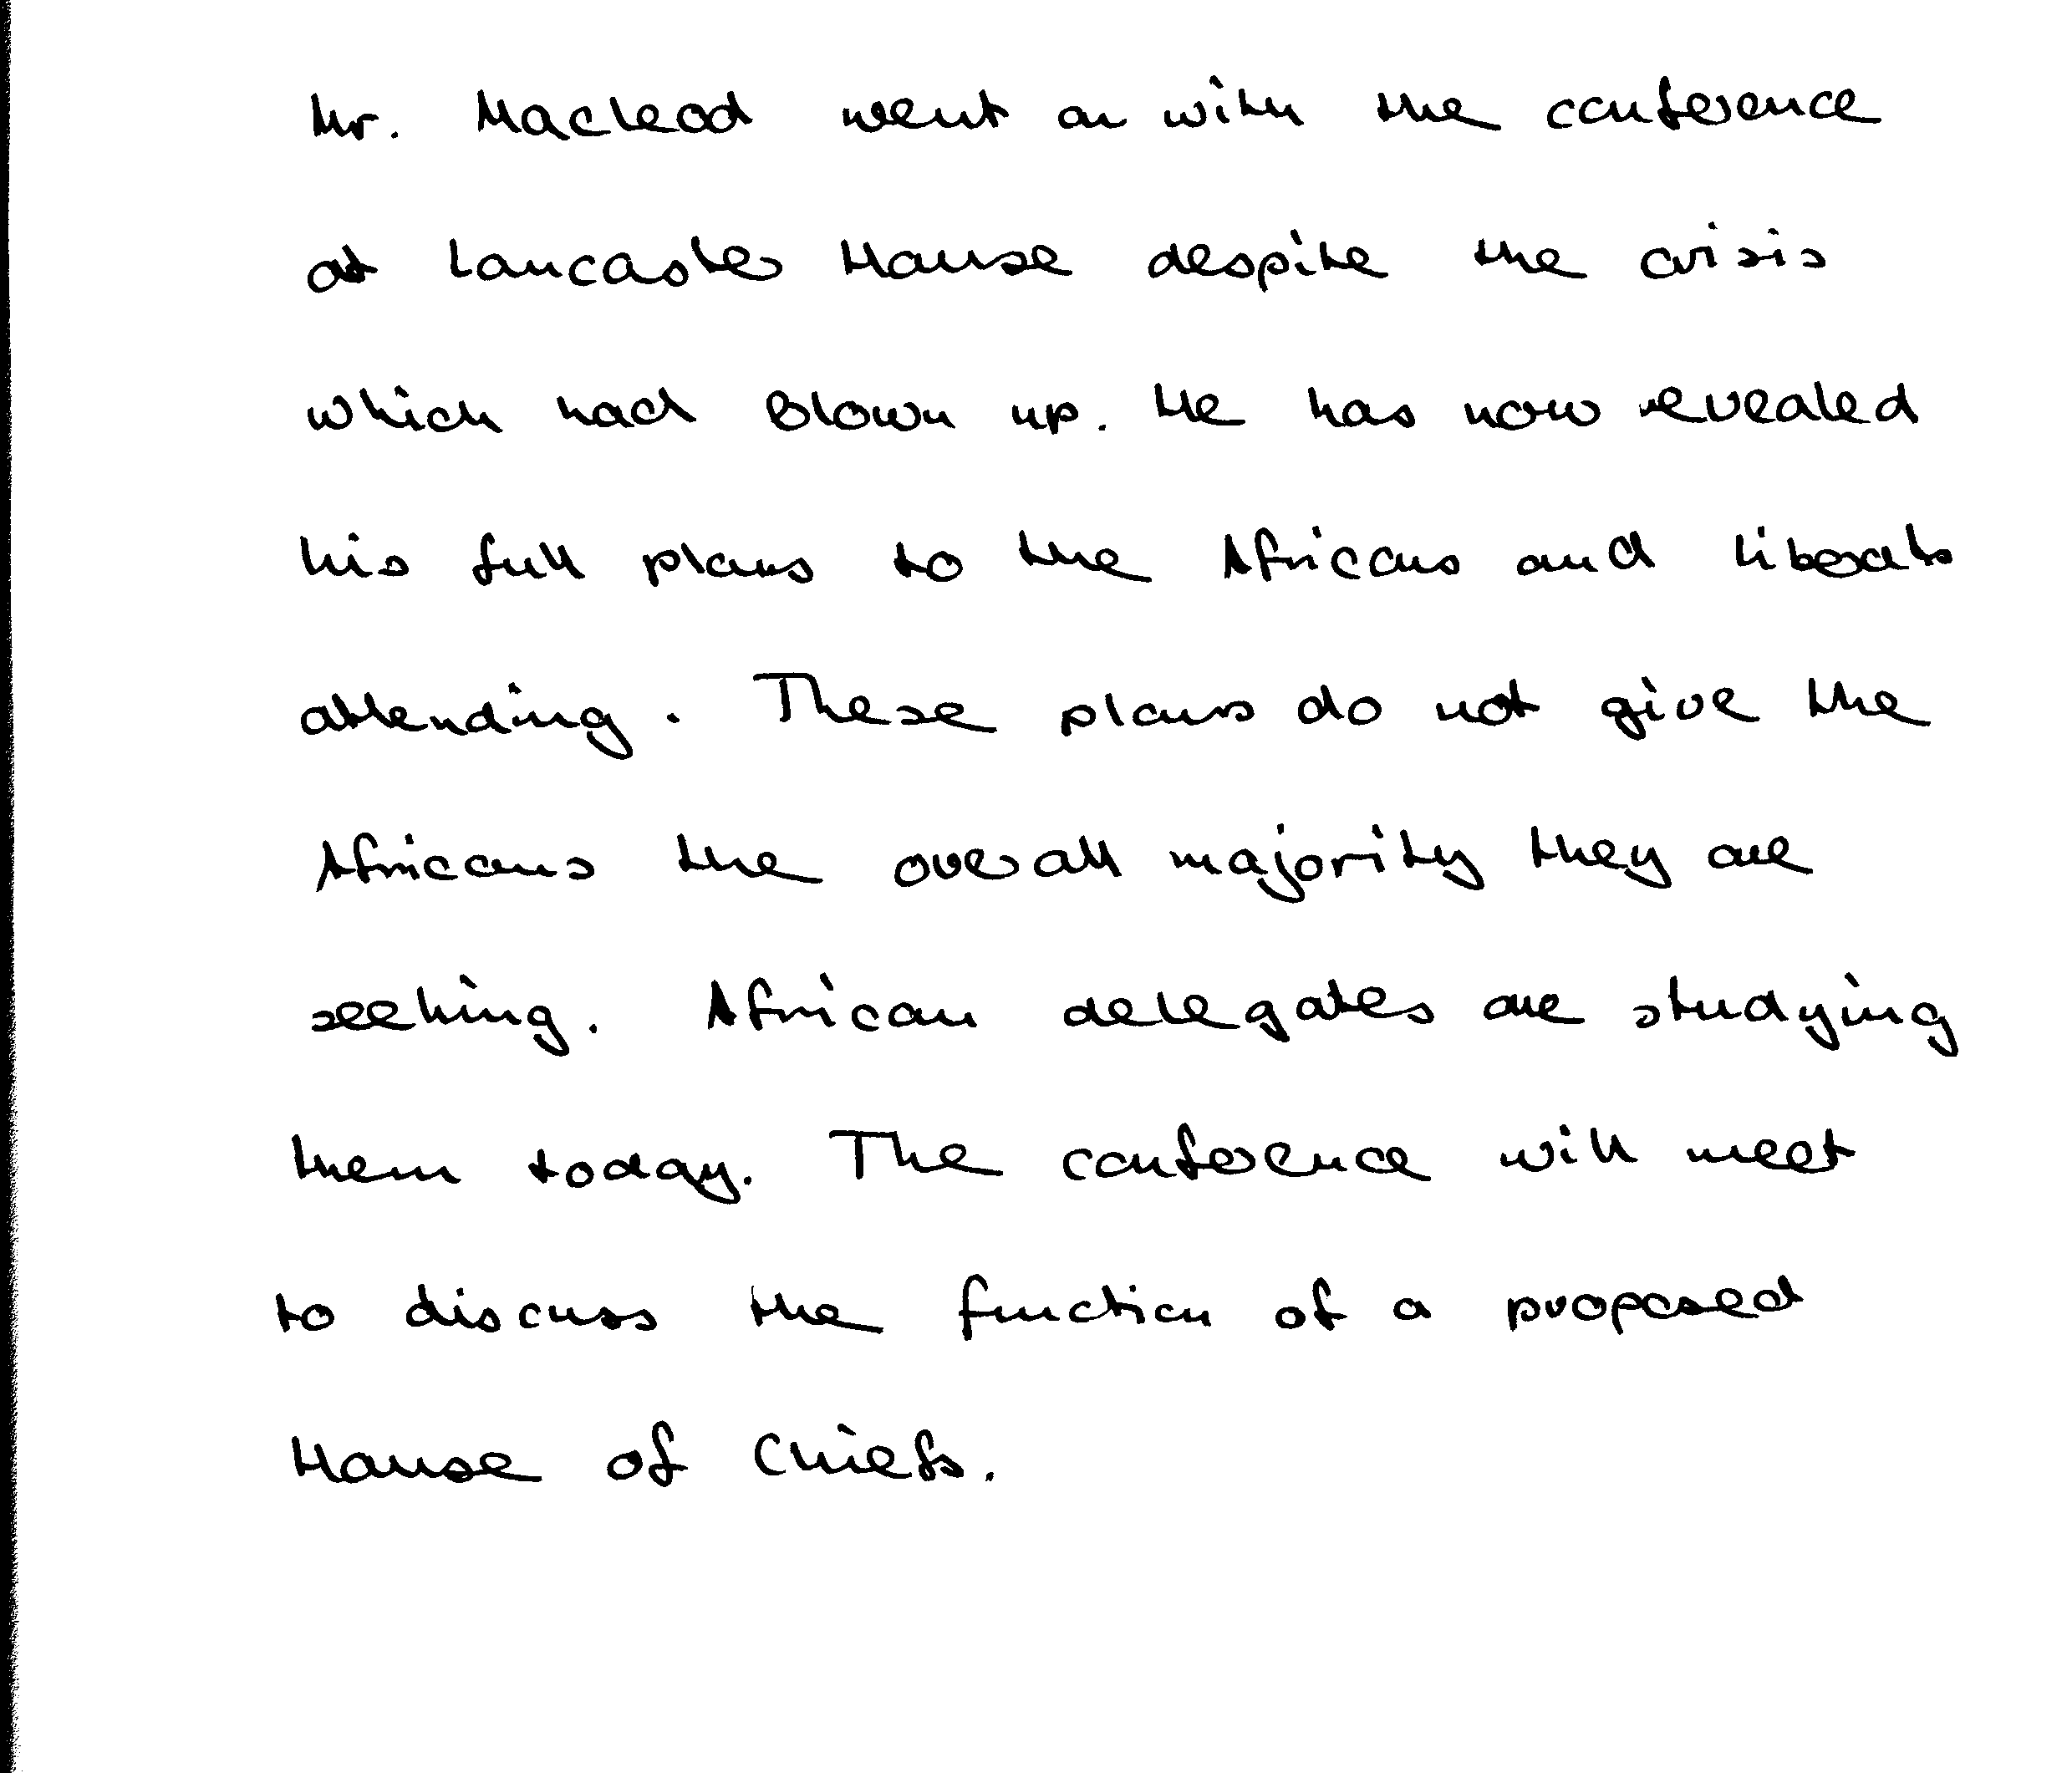 Mr. Macleod went on with the conference
at Lancaster House despite the crisis
which had blown up. He has now revealed
his full plans to the Africans and Liberals
attending. These plans do not give the
Africans the overall majority they are
seeking. African delegates are studying
them today. The conference will meet
to discuss the function of a proposed
House of Chiefs.